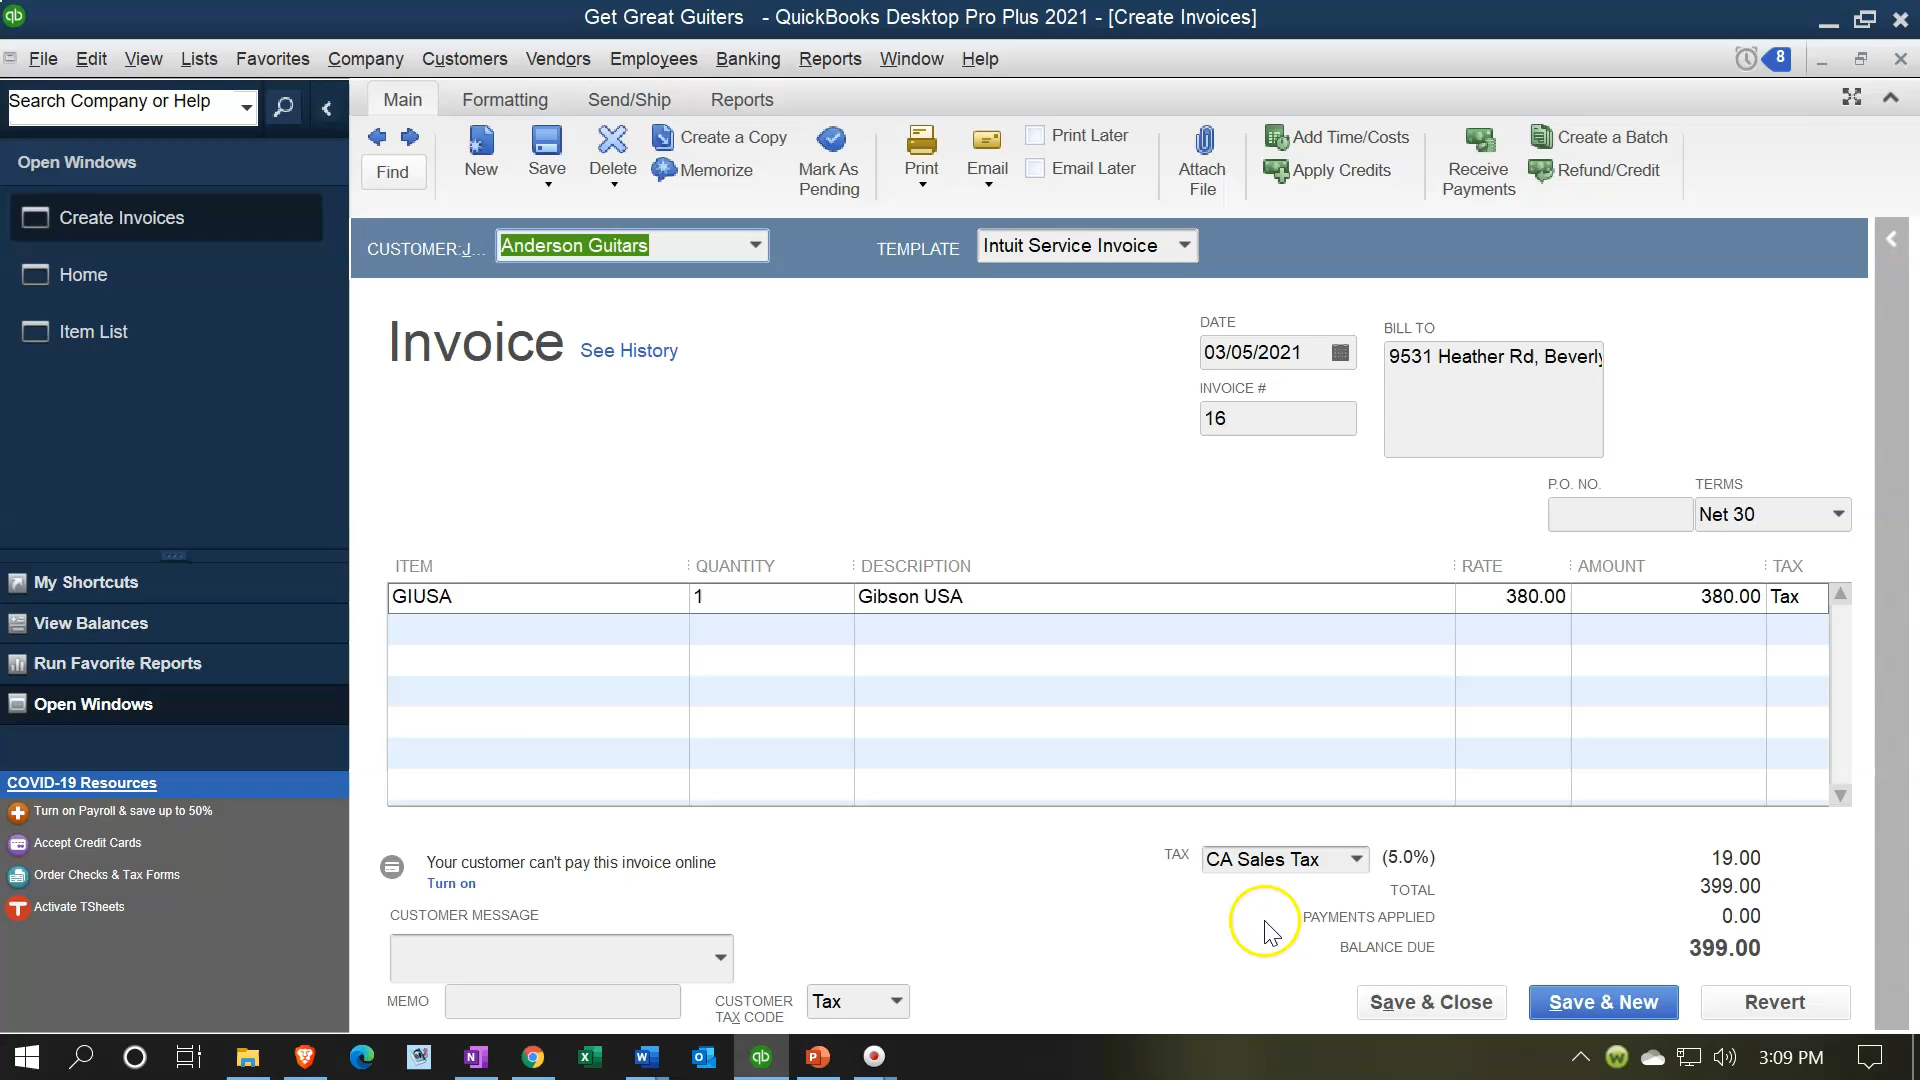 Get Great Guiters - QuickBooks Desktop Pro Plus 2021 - [Create Invoices]
File Edit View Lists Favorites Company Customers Vendors Employees Banking Reports Window Help
8
Search Company or Help
Main Formatting Send/Ship Reports
Find
New
Save
Delete
Create a Copy
Memorize
Mark As
Pending
Print
Email
Print Later
Email Later
Attach
File
Add Time/Costs
Apply Credits
Receive
Payments
Create a Batch
Refund/Credit
Open Windows
Create Invoices
Home
Item List
My Shortcuts
View Balances
Run Favorite Reports
Open Windows
COVID-19 Resources
Turn on Payroll & save up to 50%
Accept Credit Cards
Order Checks & Tax Forms
Activate TSheets
CUSTOMER:J... Anderson Guitars TEMPLATE Intuit Service Invoice
Invoice See History
DATE
03/05/2021
INVOICE #
16
BILL TO
9531 Heather Rd, Beverly
P.O. NO. TERMS
Net 30
ITEM QUANTITY DESCRIPTION RATE AMOUNT TAX
GIUSA 1 Gibson USA 380.00 380.00 Tax
Your customer can't pay this invoice online
Turn on
TAX CA Sales Tax (5.0%) 19.00
TOTAL 399.00
PAYMENTS APPLIED 0.00
BALANCE DUE 399.00
CUSTOMER MESSAGE
MEMO
CUSTOMER
TAX CODE
Tax
Save & Close Save & New Revert
3:09 PM